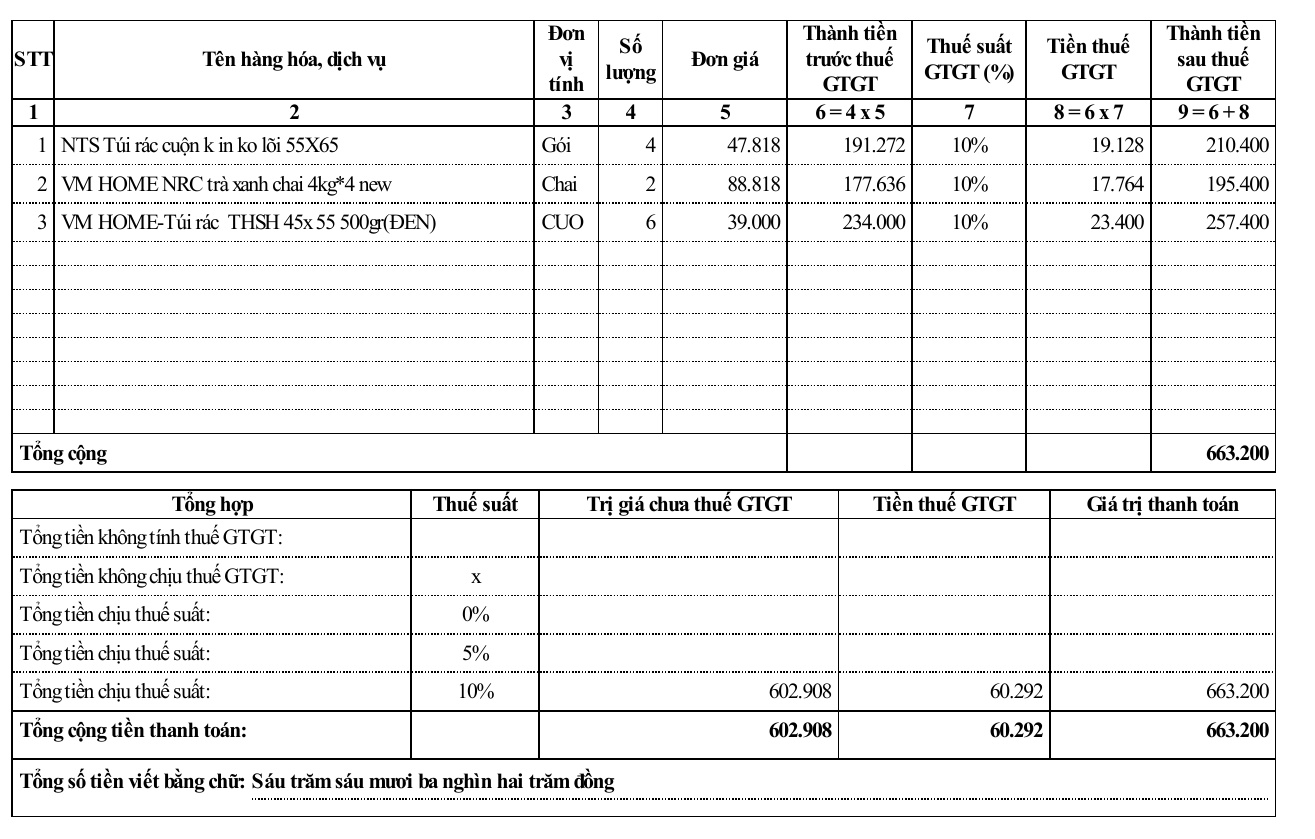 STT Tên hàng hóa, dịch vụ Đơn vị tính Số lượng Đơn giá Thành tiền trước thuế GTGT Thuế suất GTGT (%) Tiền thuế GTGT Thành tiền sau thuế GTGT
1 2 3 4 5 6 = 4 x 5 7 8 = 6 x 7 9 = 6 + 8
1 NTS Túi rác cuộn k in ko lõi 55X65 Gói 4 47.818 191.272 10% 19.128 210.400
2 VM HOME NRC trà xanh chai 4kg*4 new Chai 2 88.818 177.636 10% 17.764 195.400
3 VM HOME-Túi rác THSH 45x55 500gr(ĐEN) CUO 6 39.000 234.000 10% 23.400 257.400
Tổng cộng 663.200
Tổng hợp Thuế suất Trị giá chưa thuế GTGT Tiền thuế GTGT Giá trị thanh toán
Tổng tiền không tính thuế GTGT:
Tổng tiền không chịu thuế GTGT: x
Tổng tiền chịu thuế suất: 0%
Tổng tiền chịu thuế suất: 5%
Tổng tiền chịu thuế suất: 10% 602.908 60.292 663.200
Tổng cộng tiền thanh toán: 602.908 60.292 663.200
Tổng số tiền viết bằng chữ: Sáu trăm sáu mươi ba nghìn hai trăm đồng